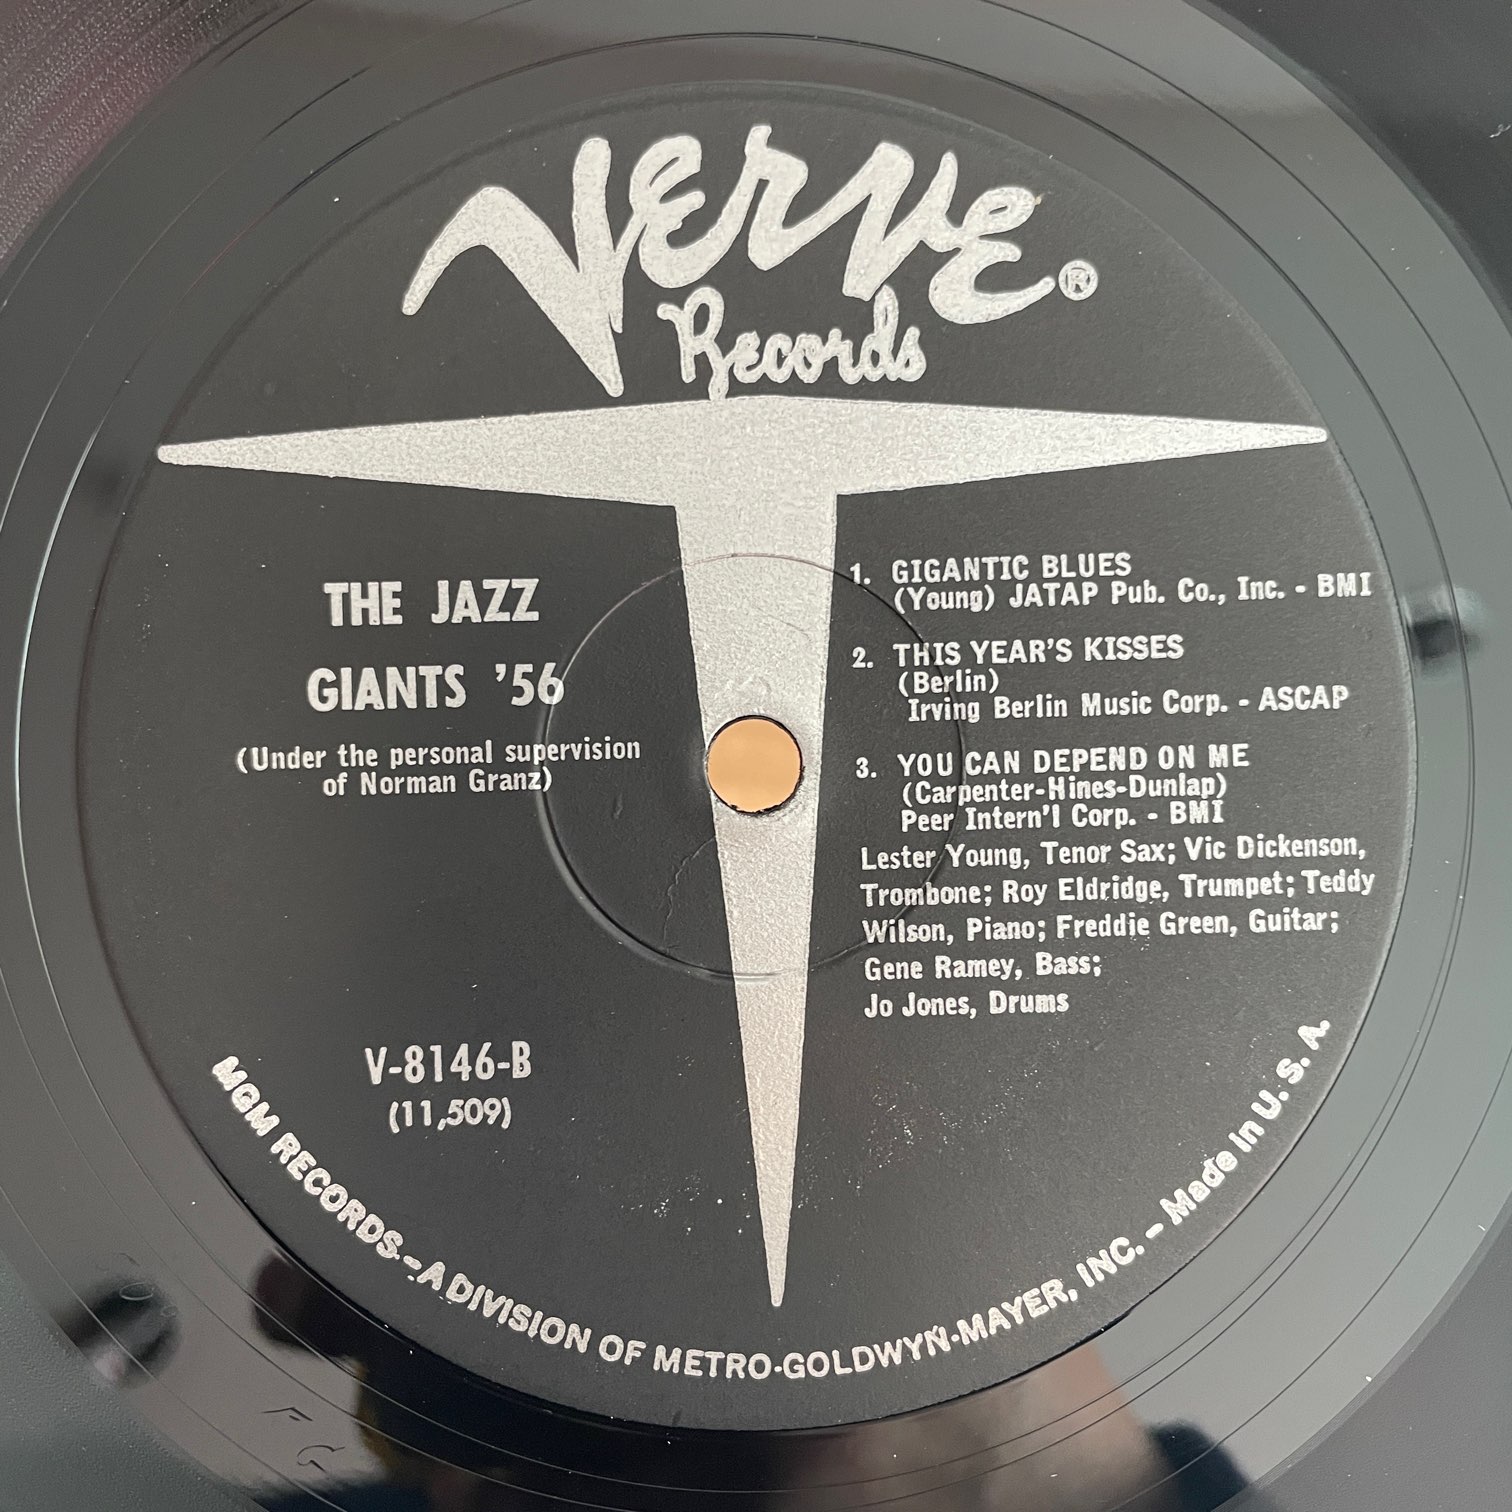 Verve®
Records
THE JAZZ
GIANTS '56
(Under the personal supervision
of Norman Granz)
V-8146-B
(11,509)
1. GIGANTIC BLUES
(Young) JATAP Pub. Co., Inc. - BMI
2. THIS YEAR'S KISSES
(Berlin)
Irving Berlin Music Corp. - ASCAP
3. YOU CAN DEPEND ON ME
(Carpenter-Hines-Dunlap)
Peer Intern'l Corp. - BMI
Lester Young, Tenor Sax; Vic Dickenson,
Trombone; Roy Eldridge, Trumpet; Teddy
Wilson, Piano; Freddie Green, Guitar;
Gene Ramey, Bass;
Jo Jones, Drums
MGM RECORDS - A DIVISION OF METRO-GOLDWYN-MAYER, INC. - Made in U. S. A.